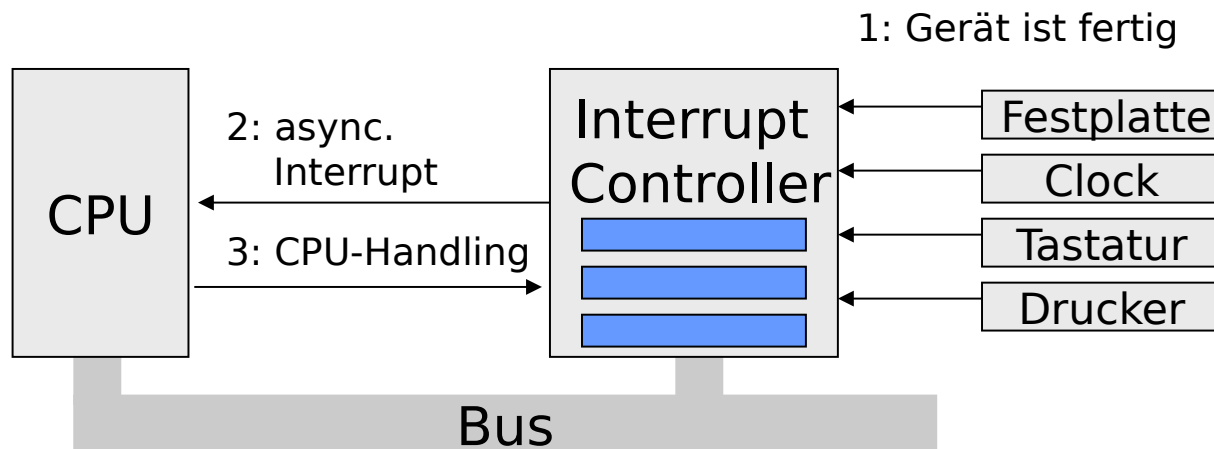 1: Gerät ist fertig
CPU
2: async.
Interrupt
3: CPU-Handling
Interrupt
Controller
Festplatte
Clock
Tastatur
Drucker
Bus